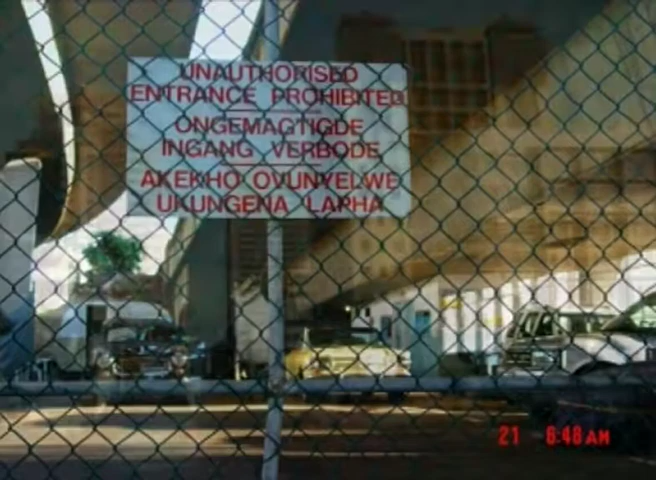 UNAUTHORISED
ENTRANCE PROHIBITED
ONGEMAGTIGDE
INGANG VERBODE
AKEKHO OVUNYELWE
UKUNGENA LAPHA
21 6:48 AM